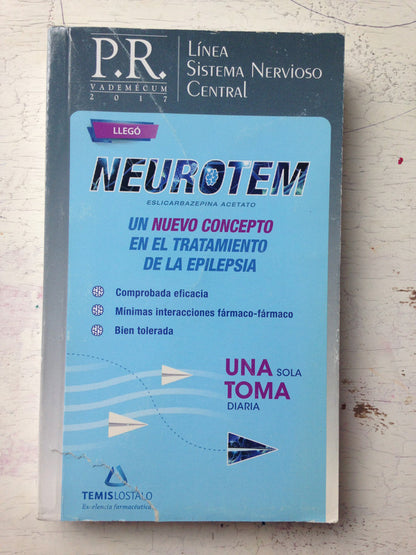 P.R.
VADEMÉCUM
2017
LÍNEA
SISTEMA NERVIOSO
CENTRAL
LLEGÓ
NEUROTEM
ESLICARBAZEPINA ACETATO
UN NUEVO CONCEPTO
EN EL TRATAMIENTO
DE LA EPILEPSIA
Comprobada eficacia
Mínimas interacciones fármaco-fármaco
Bien tolerada
UNA SOLA
TOMA
DIARIA
TEMISLOSTALÓ
Excelencia farmacéutica